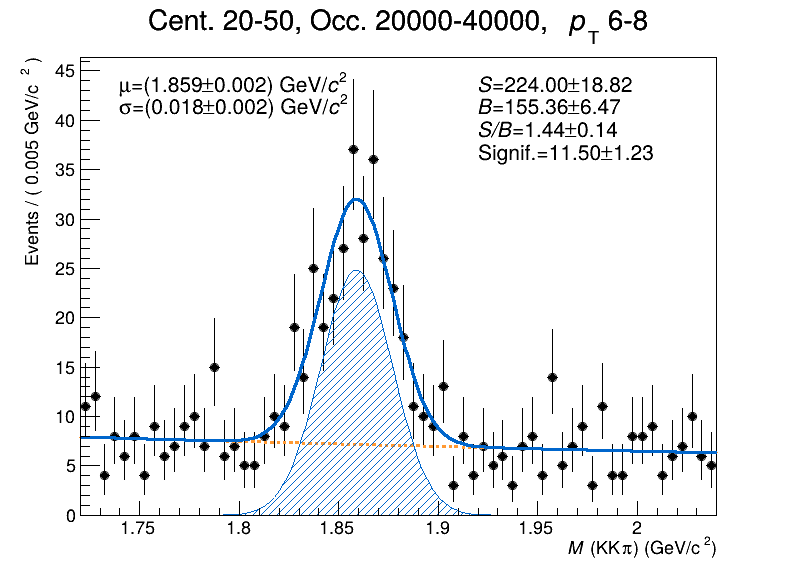 Cent. 20-50, Occ. 20000-40000, p_T 6-8
Events / ( 0.005 GeV/c ² )
45
40
35
30
25
20
15
10
5
0
μ=(1.859±0.002) GeV/c²
σ=(0.018±0.002) GeV/c²
S=224.00±18.82
B=155.36±6.47
S/B=1.44±0.14
Signif.=11.50±1.23
1.75 1.8 1.85 1.9 1.95 2
M (KKπ) (GeV/c²)